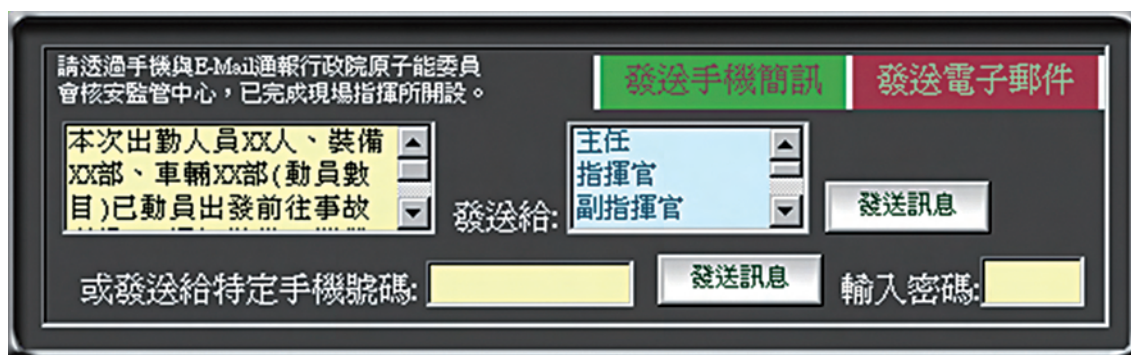 請透過手機與E-Mail通報行政院原子能委員
會核安監管中心，已完成現場指揮所開設。
發送手機簡訊
發送電子郵件
本次出勤人員XX人、裝備
XX部、車輛XX部(動員數
目)已動員出發前往事故
發送給:
主任
指揮官
副指揮官
發送訊息
或發送給特定手機號碼:
發送訊息
輸入密碼: